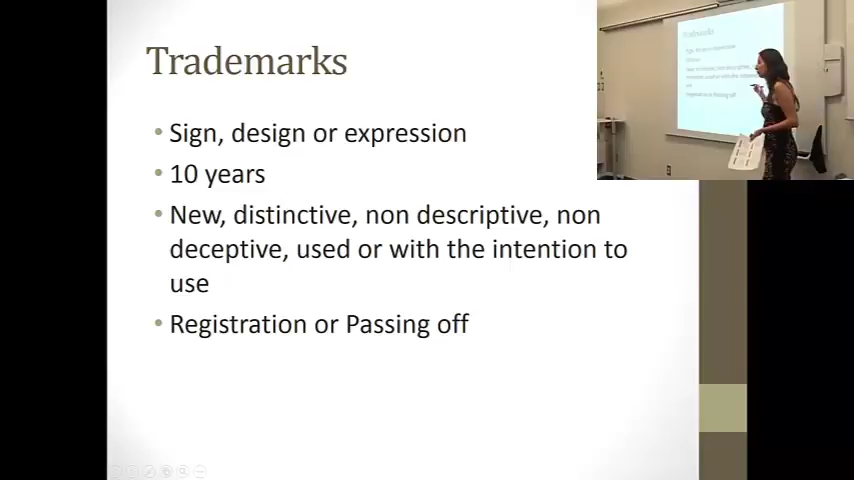 Trademarks
• Sign, design or expression
• 10 years
• New, distinctive, non descriptive, non
deceptive, used or with the intention to
use
• Registration or Passing off
Trademarks